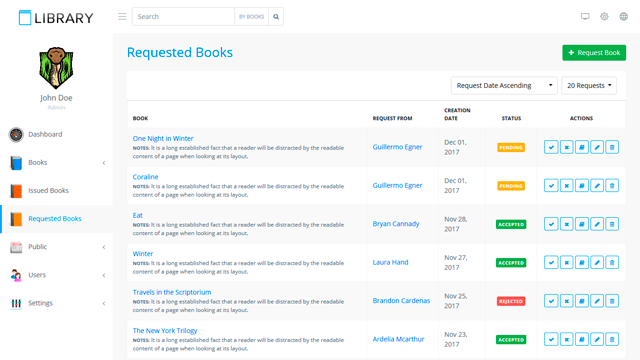 LIBRARY
Search
BY BOOKS
John Doe
Admin
Dashboard
Books
Issued Books
Requested Books
Public
Users
Settings
Requested Books
Request Book
Request Date Ascending
20 Requests
BOOK
REQUEST FROM
CREATION DATE
STATUS
ACTIONS
One Night in Winter
NOTES: It is a long established fact that a reader will be distracted by the readable
content of a page when looking at its layout.
Guillermo Egner
Dec 01,
2017
PENDING
Coraline
NOTES: It is a long established fact that a reader will be distracted by the readable
content of a page when looking at its layout.
Guillermo Egner
Dec 01,
2017
PENDING
Eat
NOTES: It is a long established fact that a reader will be distracted by the readable
content of a page when looking at its layout.
Bryan Cannady
Nov 28,
2017
ACCEPTED
Winter
NOTES: It is a long established fact that a reader will be distracted by the readable
content of a page when looking at its layout.
Laura Hand
Nov 27,
2017
ACCEPTED
Travels in the Scriptorium
NOTES: It is a long established fact that a reader will be distracted by the readable
content of a page when looking at its layout.
Brandon Cardenas
Nov 25,
2017
REJECTED
The New York Trilogy
NOTES: It is a long established fact that a reader will be distracted by the readable
content of a page when looking at its layout.
Ardelia Mcarthur
Nov 23,
2017
ACCEPTED